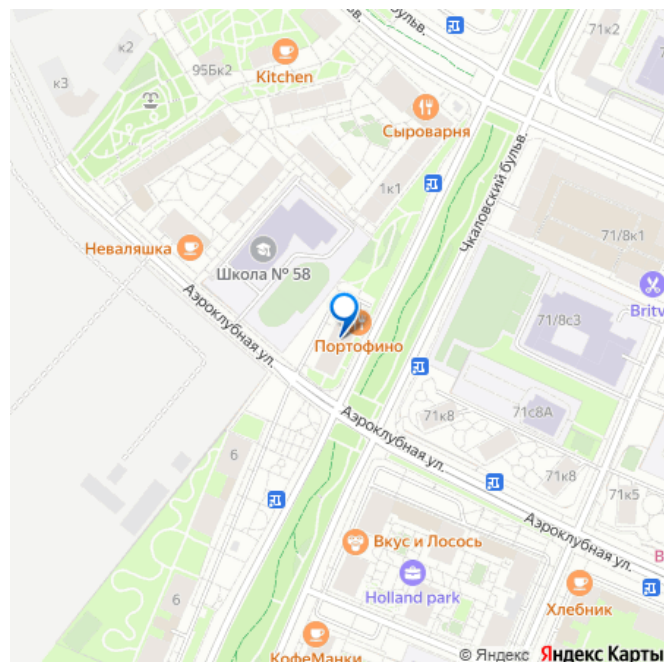 к2
бульв.
71к2
к3
95Бк2
Kitchen
Сыроварня
1к1
Чкаловский бульв.
71/8к1
Неваляшка
Школа № 58
Аэроклубная ул.
Портофино
71/8с3
Britv
71к8
71с8А
Аэроклубная ул.
71к8
71к5
6
Аэроклубная ул.
Вкус и Лосось
Holland park
В
Хлебник
6
КофеМанки
© Яндекс Яндекс Карты